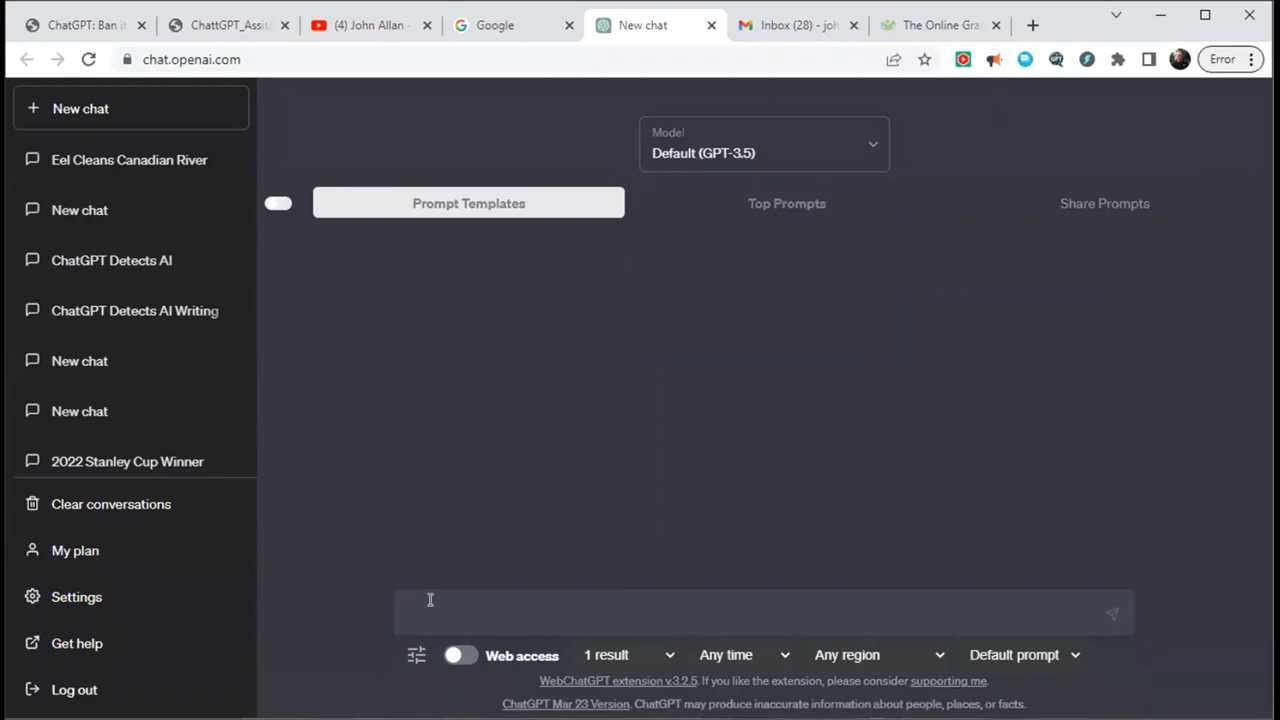 ChatGPT: Ban i
ChattGPT_Assit
(4) John Allan -
Google
New chat
Inbox (28) - joh
The Online Gra
chat.openai.com
Error
New chat
Model
Default (GPT-3.5)
Eel Cleans Canadian River
Prompt Templates
Top Prompts
Share Prompts
New chat
ChatGPT Detects AI
ChatGPT Detects AI Writing
New chat
New chat
2022 Stanley Cup Winner
Clear conversations
My plan
Settings
Get help
Log out
Web access
1 result
Any time
Any region
Default prompt
WebChatGPT extension v.3.2.5. If you like the extension, please consider supporting me.
ChatGPT Mar 23 Version. ChatGPT may produce inaccurate information about people, places, or facts.